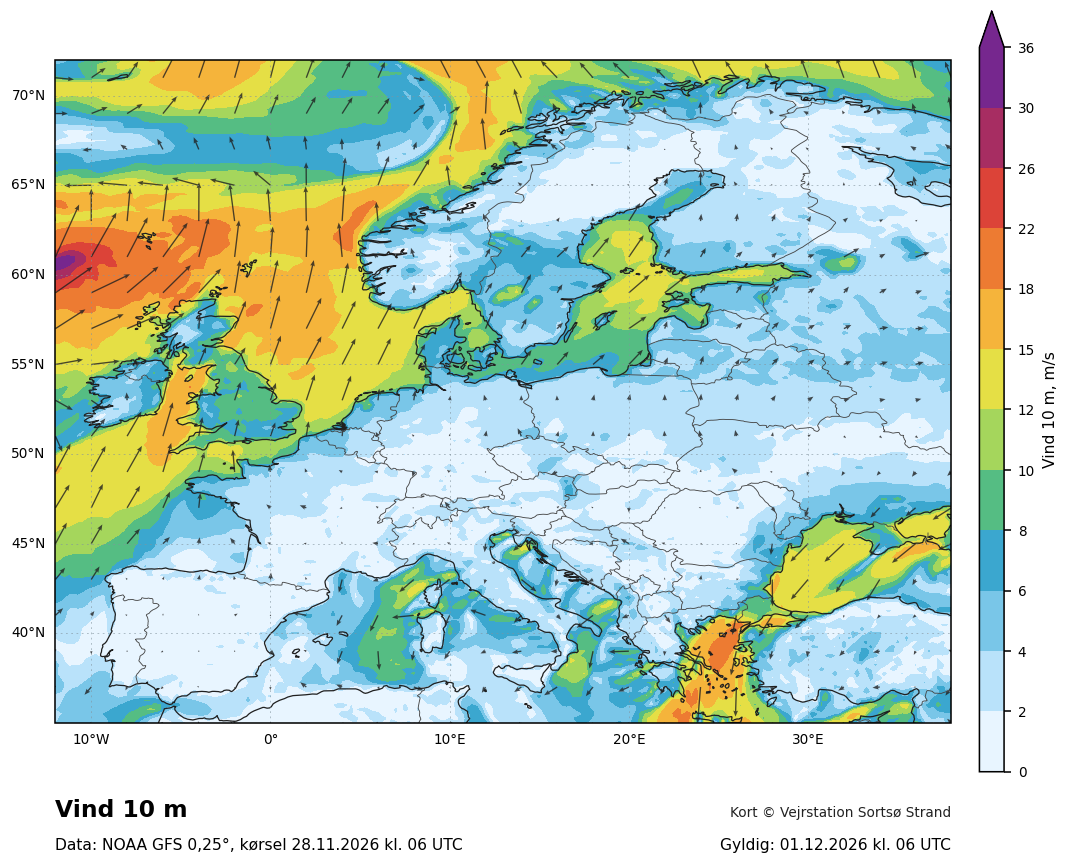 70°N
65°N
60°N
55°N
50°N
45°N
40°N
10°W
0°
10°E
20°E
30°E
36
30
26
22
18
15
12
10
8
6
4
2
0
Vind 10 m, m/s
Vind 10 m
Kort © Vejrstation Sortsø Strand
Data: NOAA GFS 0,25°, kørsel 28.11.2026 kl. 06 UTC
Gyldig: 01.12.2026 kl. 06 UTC